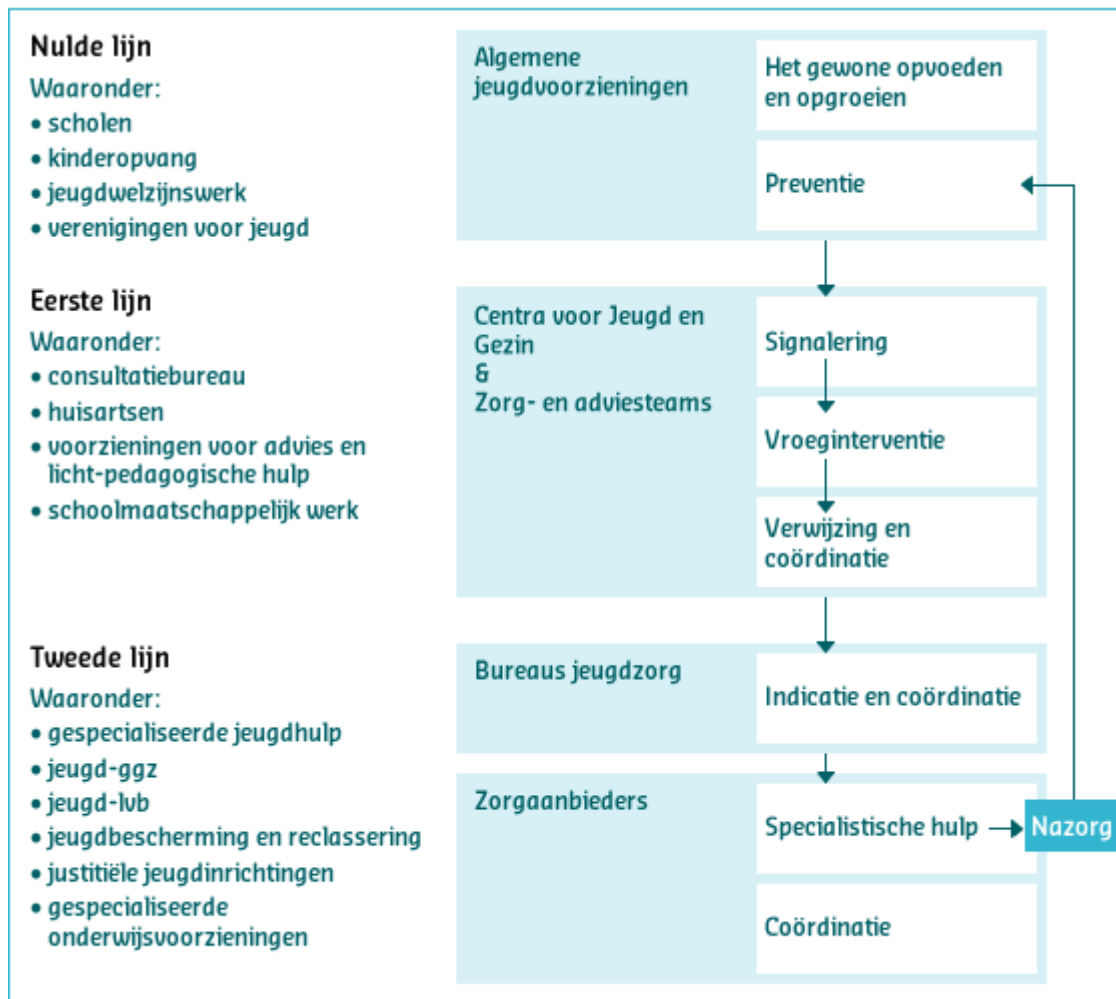 Nulde lijn
Waaronder:
• scholen
• kinderopvang
• jeugdwelzijnswerk
• verenigingen voor jeugd
Algemene
jeugdvoorzieningen
Het gewone opvoeden
en opgroeien
Preventie
Eerste lijn
Waaronder:
• consultatiebureau
• huisartsen
• voorzieningen voor advies en
licht-pedagogische hulp
• schoolmaatschappelijk werk
Centra voor Jeugd en
Gezin
&
Zorg- en adviesteams
Signalering
Vroeginterventie
Verwijzing en
coördinatie
Tweede lijn
Waaronder:
• gespecialiseerde jeugdhulp
• jeugd-ggz
• jeugd-lvb
• jeugdbescherming en reclassering
• justitiële jeugdinrichtingen
• gespecialiseerde
onderwijsvoorzieningen
Bureaus jeugdzorg
Indicatie en coördinatie
Zorgaanbieders
Specialistische hulp
Nazorg
Coördinatie